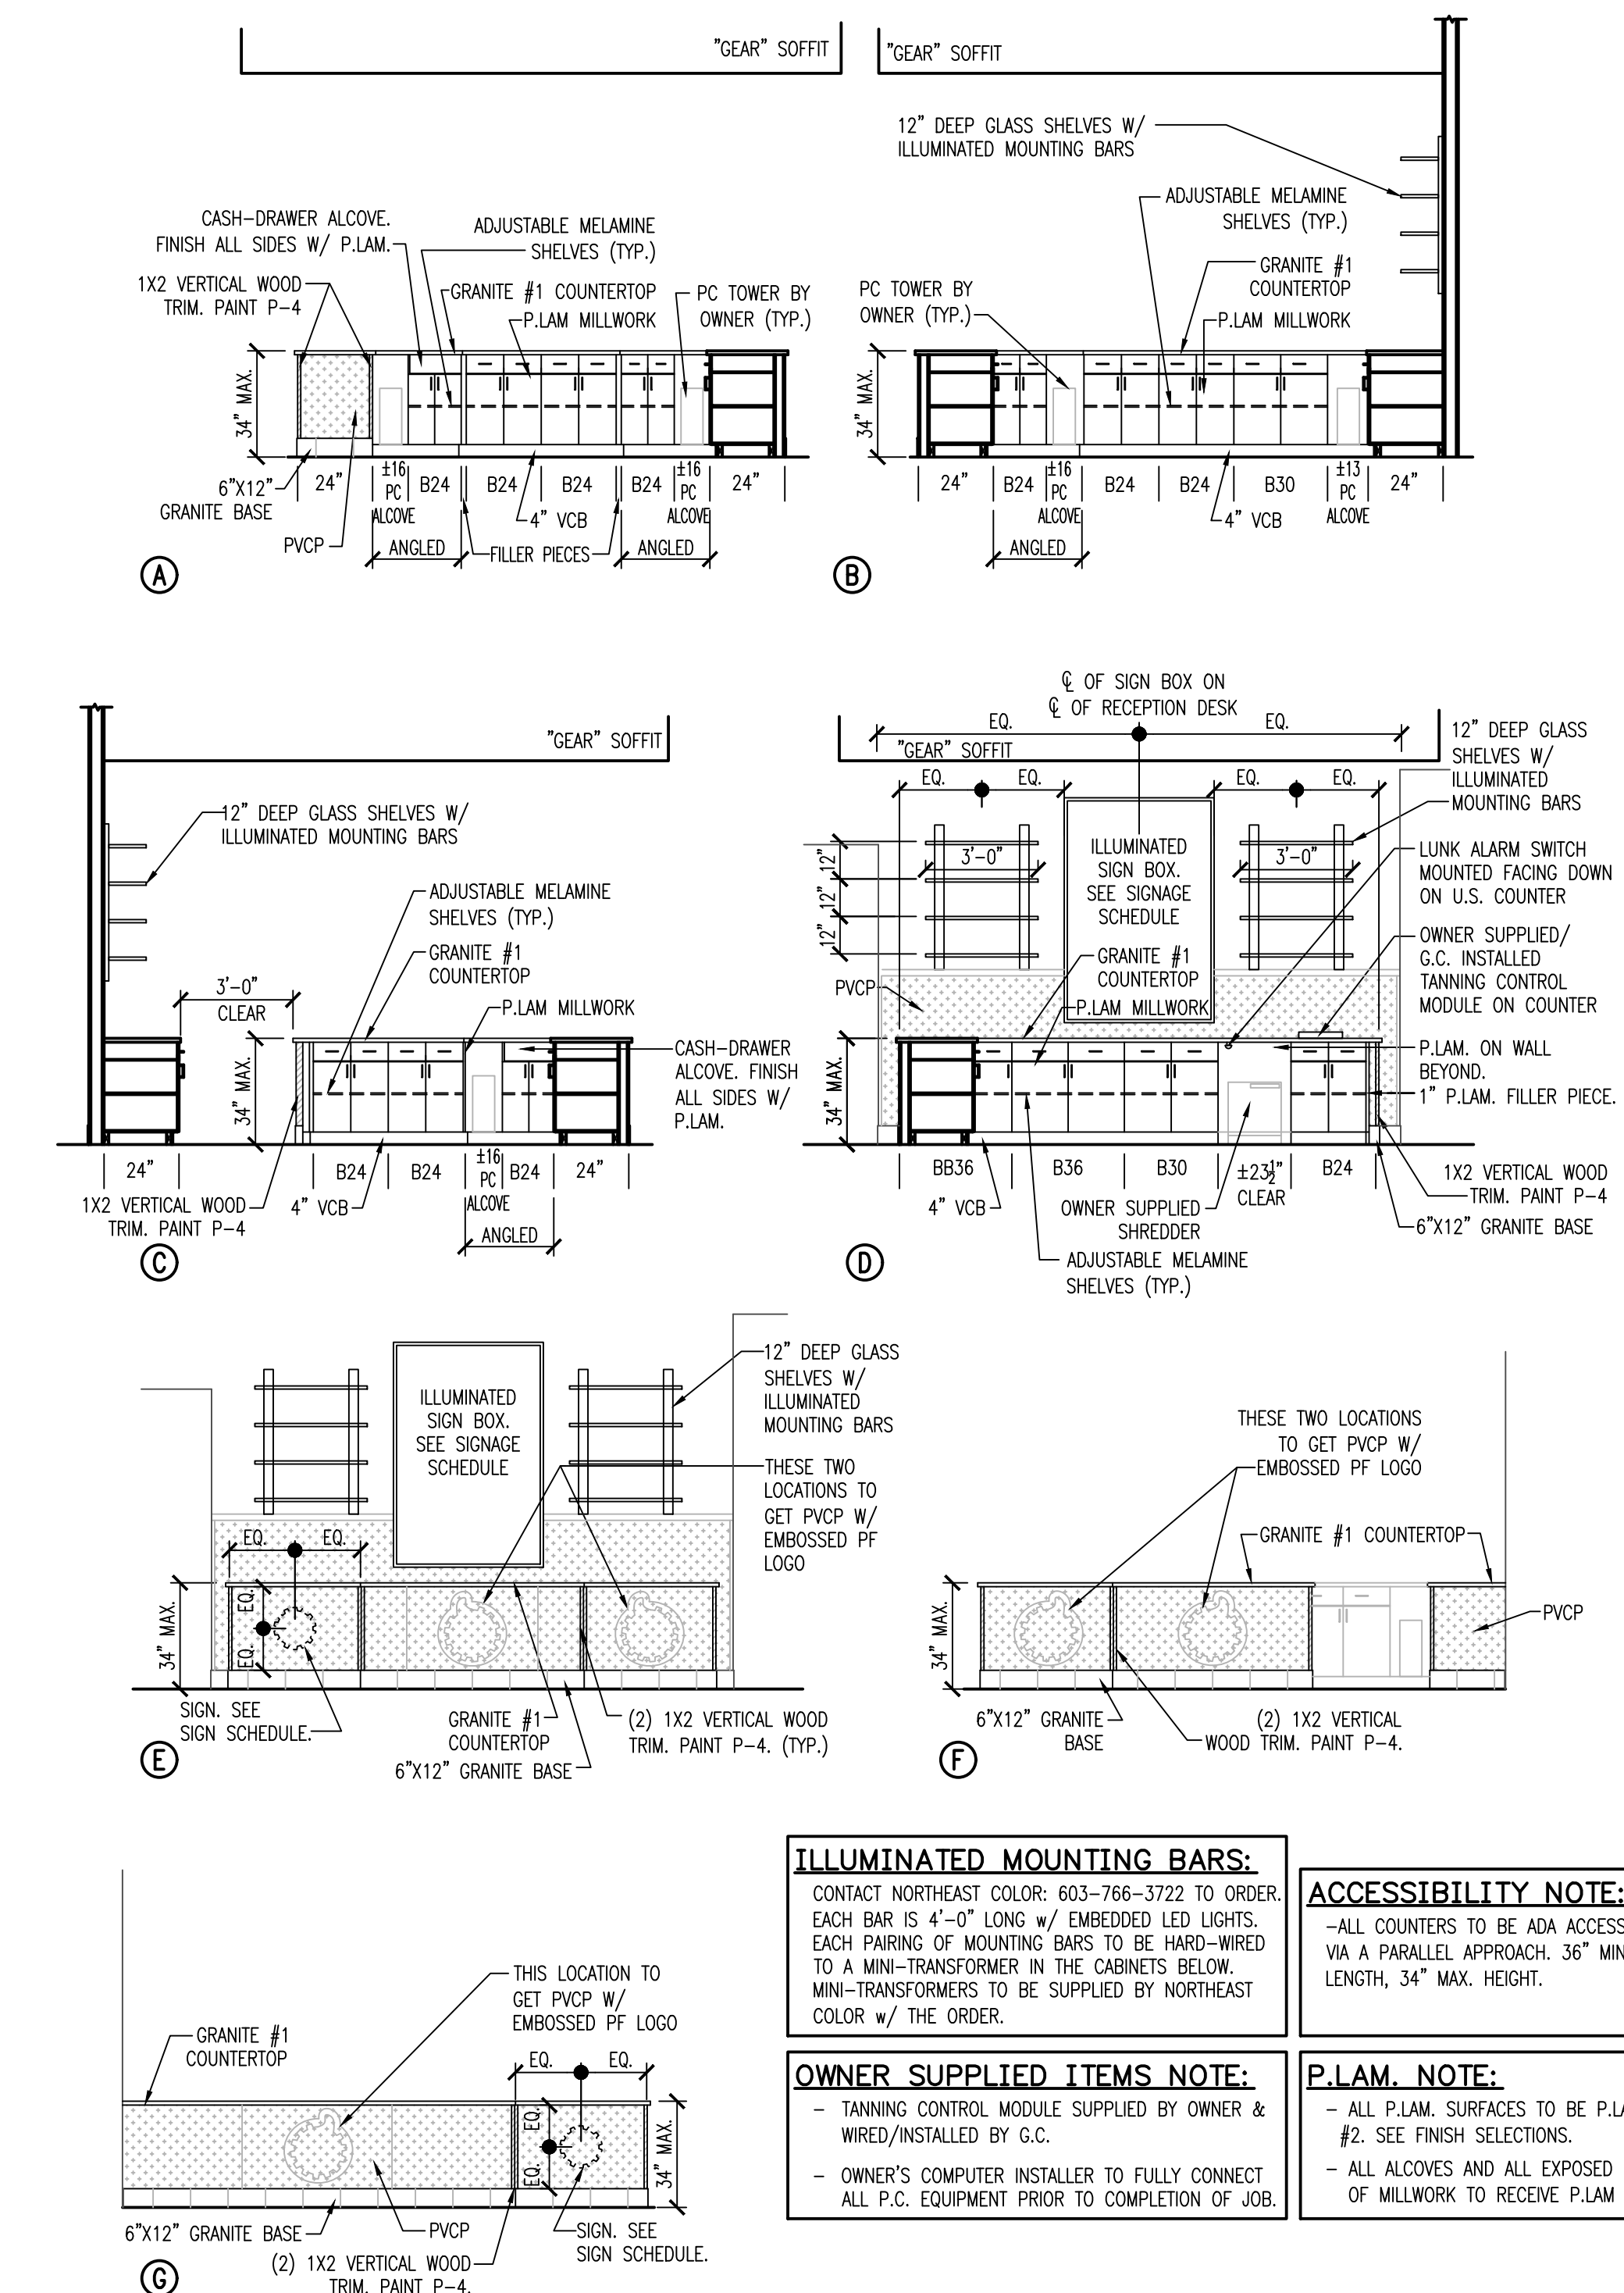 "GEAR" SOFFIT
CASH-DRAWER ALCOVE.
FINISH ALL SIDES W/ P.LAM.
1X2 VERTICAL WOOD
TRIM. PAINT P-4
ADJUSTABLE MELAMINE
SHELVES (TYP.)
GRANITE #1 COUNTERTOP
P.LAM MILLWORK
PC TOWER BY
OWNER (TYP.)
34" MAX.
6"X12"
GRANITE BASE
PVCP
24"
±16
PC
ALCOVE
B24
B24
B24
B24
±16
PC
ALCOVE
24"
4" VCB
ANGLED
FILLER PIECES
ANGLED
A
"GEAR" SOFFIT
12" DEEP GLASS SHELVES W/
ILLUMINATED MOUNTING BARS
ADJUSTABLE MELAMINE
SHELVES (TYP.)
GRANITE #1
COUNTERTOP
PC TOWER BY
OWNER (TYP.)
P.LAM MILLWORK
34" MAX.
24"
B24
±16
PC
ALCOVE
B24
B24
B30
±13
PC
ALCOVE
24"
4" VCB
ANGLED
B
"GEAR" SOFFIT
12" DEEP GLASS SHELVES W/
ILLUMINATED MOUNTING BARS
ADJUSTABLE MELAMINE
SHELVES (TYP.)
GRANITE #1
COUNTERTOP
3'-0"
CLEAR
P.LAM MILLWORK
34" MAX.
CASH-DRAWER
ALCOVE. FINISH
ALL SIDES W/
P.LAM.
24"
B24
B24
±16
PC
ALCOVE
B24
24"
1X2 VERTICAL WOOD
TRIM. PAINT P-4
4" VCB
ANGLED
C
℄ OF SIGN BOX ON
℄ OF RECEPTION DESK
EQ.
EQ.
"GEAR" SOFFIT
EQ.
EQ.
EQ.
EQ.
12" DEEP GLASS
SHELVES W/
ILLUMINATED
MOUNTING BARS
12"
12"
12"
3'-0"
3'-0"
ILLUMINATED
SIGN BOX.
SEE SIGNAGE
SCHEDULE
LUNK ALARM SWITCH
MOUNTED FACING DOWN
ON U.S. COUNTER
OWNER SUPPLIED/
G.C. INSTALLED
TANNING CONTROL
MODULE ON COUNTER
GRANITE #1
COUNTERTOP
PVCP
P.LAM MILLWORK
34" MAX.
P.LAM. ON WALL
BEYOND.
1" P.LAM. FILLER PIECE.
BB36
B36
B30
±23½"
CLEAR
B24
1X2 VERTICAL WOOD
TRIM. PAINT P-4
6"X12" GRANITE BASE
4" VCB
OWNER SUPPLIED
SHREDDER
ADJUSTABLE MELAMINE
SHELVES (TYP.)
D
ILLUMINATED
SIGN BOX.
SEE SIGNAGE
SCHEDULE
12" DEEP GLASS
SHELVES W/
ILLUMINATED
MOUNTING BARS
THESE TWO
LOCATIONS TO
GET PVCP W/
EMBOSSED PF
LOGO
EQ.
EQ.
EQ.
EQ.
34" MAX.
SIGN. SEE
SIGN SCHEDULE.
GRANITE #1
COUNTERTOP
6"X12" GRANITE BASE
(2) 1X2 VERTICAL WOOD
TRIM. PAINT P-4. (TYP.)
E
THESE TWO LOCATIONS
TO GET PVCP W/
EMBOSSED PF LOGO
GRANITE #1 COUNTERTOP
34" MAX.
PVCP
6"X12" GRANITE
BASE
(2) 1X2 VERTICAL
WOOD TRIM. PAINT P-4.
F
THIS LOCATION TO
GET PVCP W/
EMBOSSED PF LOGO
GRANITE #1
COUNTERTOP
EQ.
EQ.
EQ.
EQ.
34" MAX.
6"X12" GRANITE BASE
PVCP
(2) 1X2 VERTICAL WOOD
TRIM. PAINT P-4.
SIGN. SEE
SIGN SCHEDULE.
G
ILLUMINATED MOUNTING BARS:
CONTACT NORTHEAST COLOR: 603-766-3722 TO ORDER.
EACH BAR IS 4'-0" LONG w/ EMBEDDED LED LIGHTS.
EACH PAIRING OF MOUNTING BARS TO BE HARD-WIRED
TO A MINI-TRANSFORMER IN THE CABINETS BELOW.
MINI-TRANSFORMERS TO BE SUPPLIED BY NORTHEAST
COLOR w/ THE ORDER.
ACCESSIBILITY NOTE:
-ALL COUNTERS TO BE ADA ACCESS
VIA A PARALLEL APPROACH. 36" MIN
LENGTH, 34" MAX. HEIGHT.
OWNER SUPPLIED ITEMS NOTE:
- TANNING CONTROL MODULE SUPPLIED BY OWNER &
WIRED/INSTALLED BY G.C.
- OWNER'S COMPUTER INSTALLER TO FULLY CONNECT
ALL P.C. EQUIPMENT PRIOR TO COMPLETION OF JOB.
P.LAM. NOTE:
- ALL P.LAM. SURFACES TO BE P.LA
#2. SEE FINISH SELECTIONS.
- ALL ALCOVES AND ALL EXPOSED
OF MILLWORK TO RECEIVE P.LAM